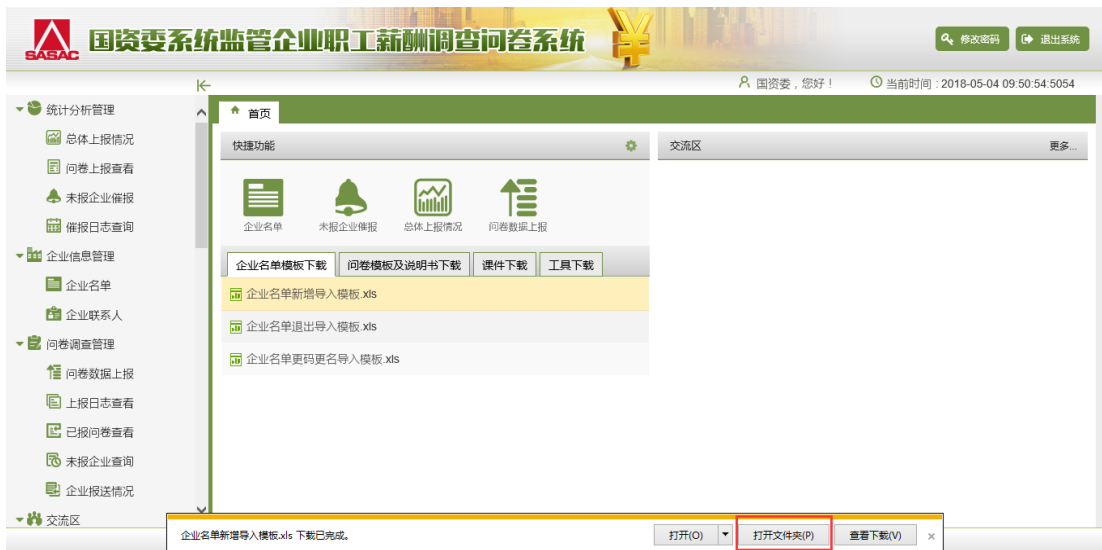 SASAC 国资委系统监管企业职工薪酬调查问卷系统
修改密码 退出系统
国资委，您好！ 当前时间：2018-05-04 09:50:54:5054
统计分析管理
总体上报情况
问卷上报查看
未报企业催报
催报日志查询
企业信息管理
企业名单
企业联系人
问卷调查管理
问卷数据上报
上报日志查看
已报问卷查看
未报企业查询
企业报送情况
交流区
首页
快捷功能
企业名单 未报企业催报 总体上报情况 问卷数据上报
企业名单模板下载 问卷模板及说明书下载 课件下载 工具下载
企业名单新增导入模板.xls
企业名单退出导入模板.xls
企业名单更码更名导入模板.xls
交流区 更多...
企业名单新增导入模板.xls 下载已完成。 打开(O) 打开文件夹(P) 查看下载(V) ×